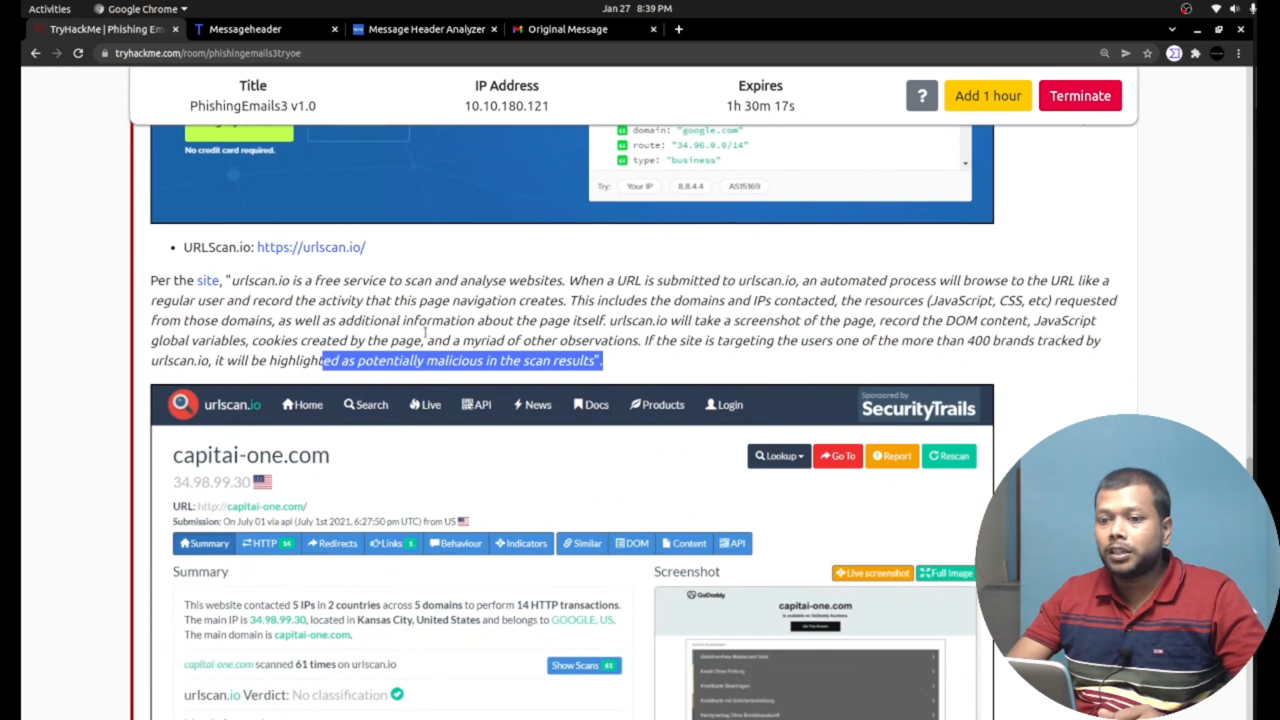 Activities Google Chrome Jan 27 8:39 PM
TryHackMe | Phishing Em Messageheader Message Header Analyzer Original Message
tryhackme.com/room/phishingemails3tryoe
Title IP Address Expires
PhishingEmails3 v1.0 10.10.180.121 1h 30m 17s
? Add 1 hour Terminate
No credit card required.
domain: "google.com"
route: "34.96.0.0/14"
type: "business"
Try: Your IP 8.8.4.4 AS15169
• URLScan.io: https://urlscan.io/
Per the site, "urlscan.io is a free service to scan and analyse websites. When a URL is submitted to urlscan.io, an automated process will browse to the URL like a
regular user and record the activity that this page navigation creates. This includes the domains and IPs contacted, the resources (JavaScript, CSS, etc) requested
from those domains, as well as additional information about the page itself. urlscan.io will take a screenshot of the page, record the DOM content, JavaScript
global variables, cookies created by the page, and a myriad of other observations. If the site is targeting the users one of the more than 400 brands tracked by
urlscan.io, it will be highlighted as potentially malicious in the scan results".
urlscan.io Home Search Live API News Docs Products Login
Sponsored by
SecurityTrails
capitai-one.com
Lookup Go To Report Rescan
34.98.99.30
URL: http://capitai-one.com/
Submission: On July 01 via api (July 1st 2021, 6:27:50 pm UTC) from US
Summary HTTP 14 Redirects Links 1 Behaviour Indicators Similar DOM Content API
Summary
Screenshot
Live screenshot Full Image
This website contacted 5 IPs in 2 countries across 5 domains to perform 14 HTTP transactions.
The main IP is 34.98.99.30, located in Kansas City, United States and belongs to GOOGLE, US.
The main domain is capitai-one.com.
capitai-one.com scanned 61 times on urlscan.io Show Scans 61
urlscan.io Verdict: No classification
GoDaddy
capitai-one.com